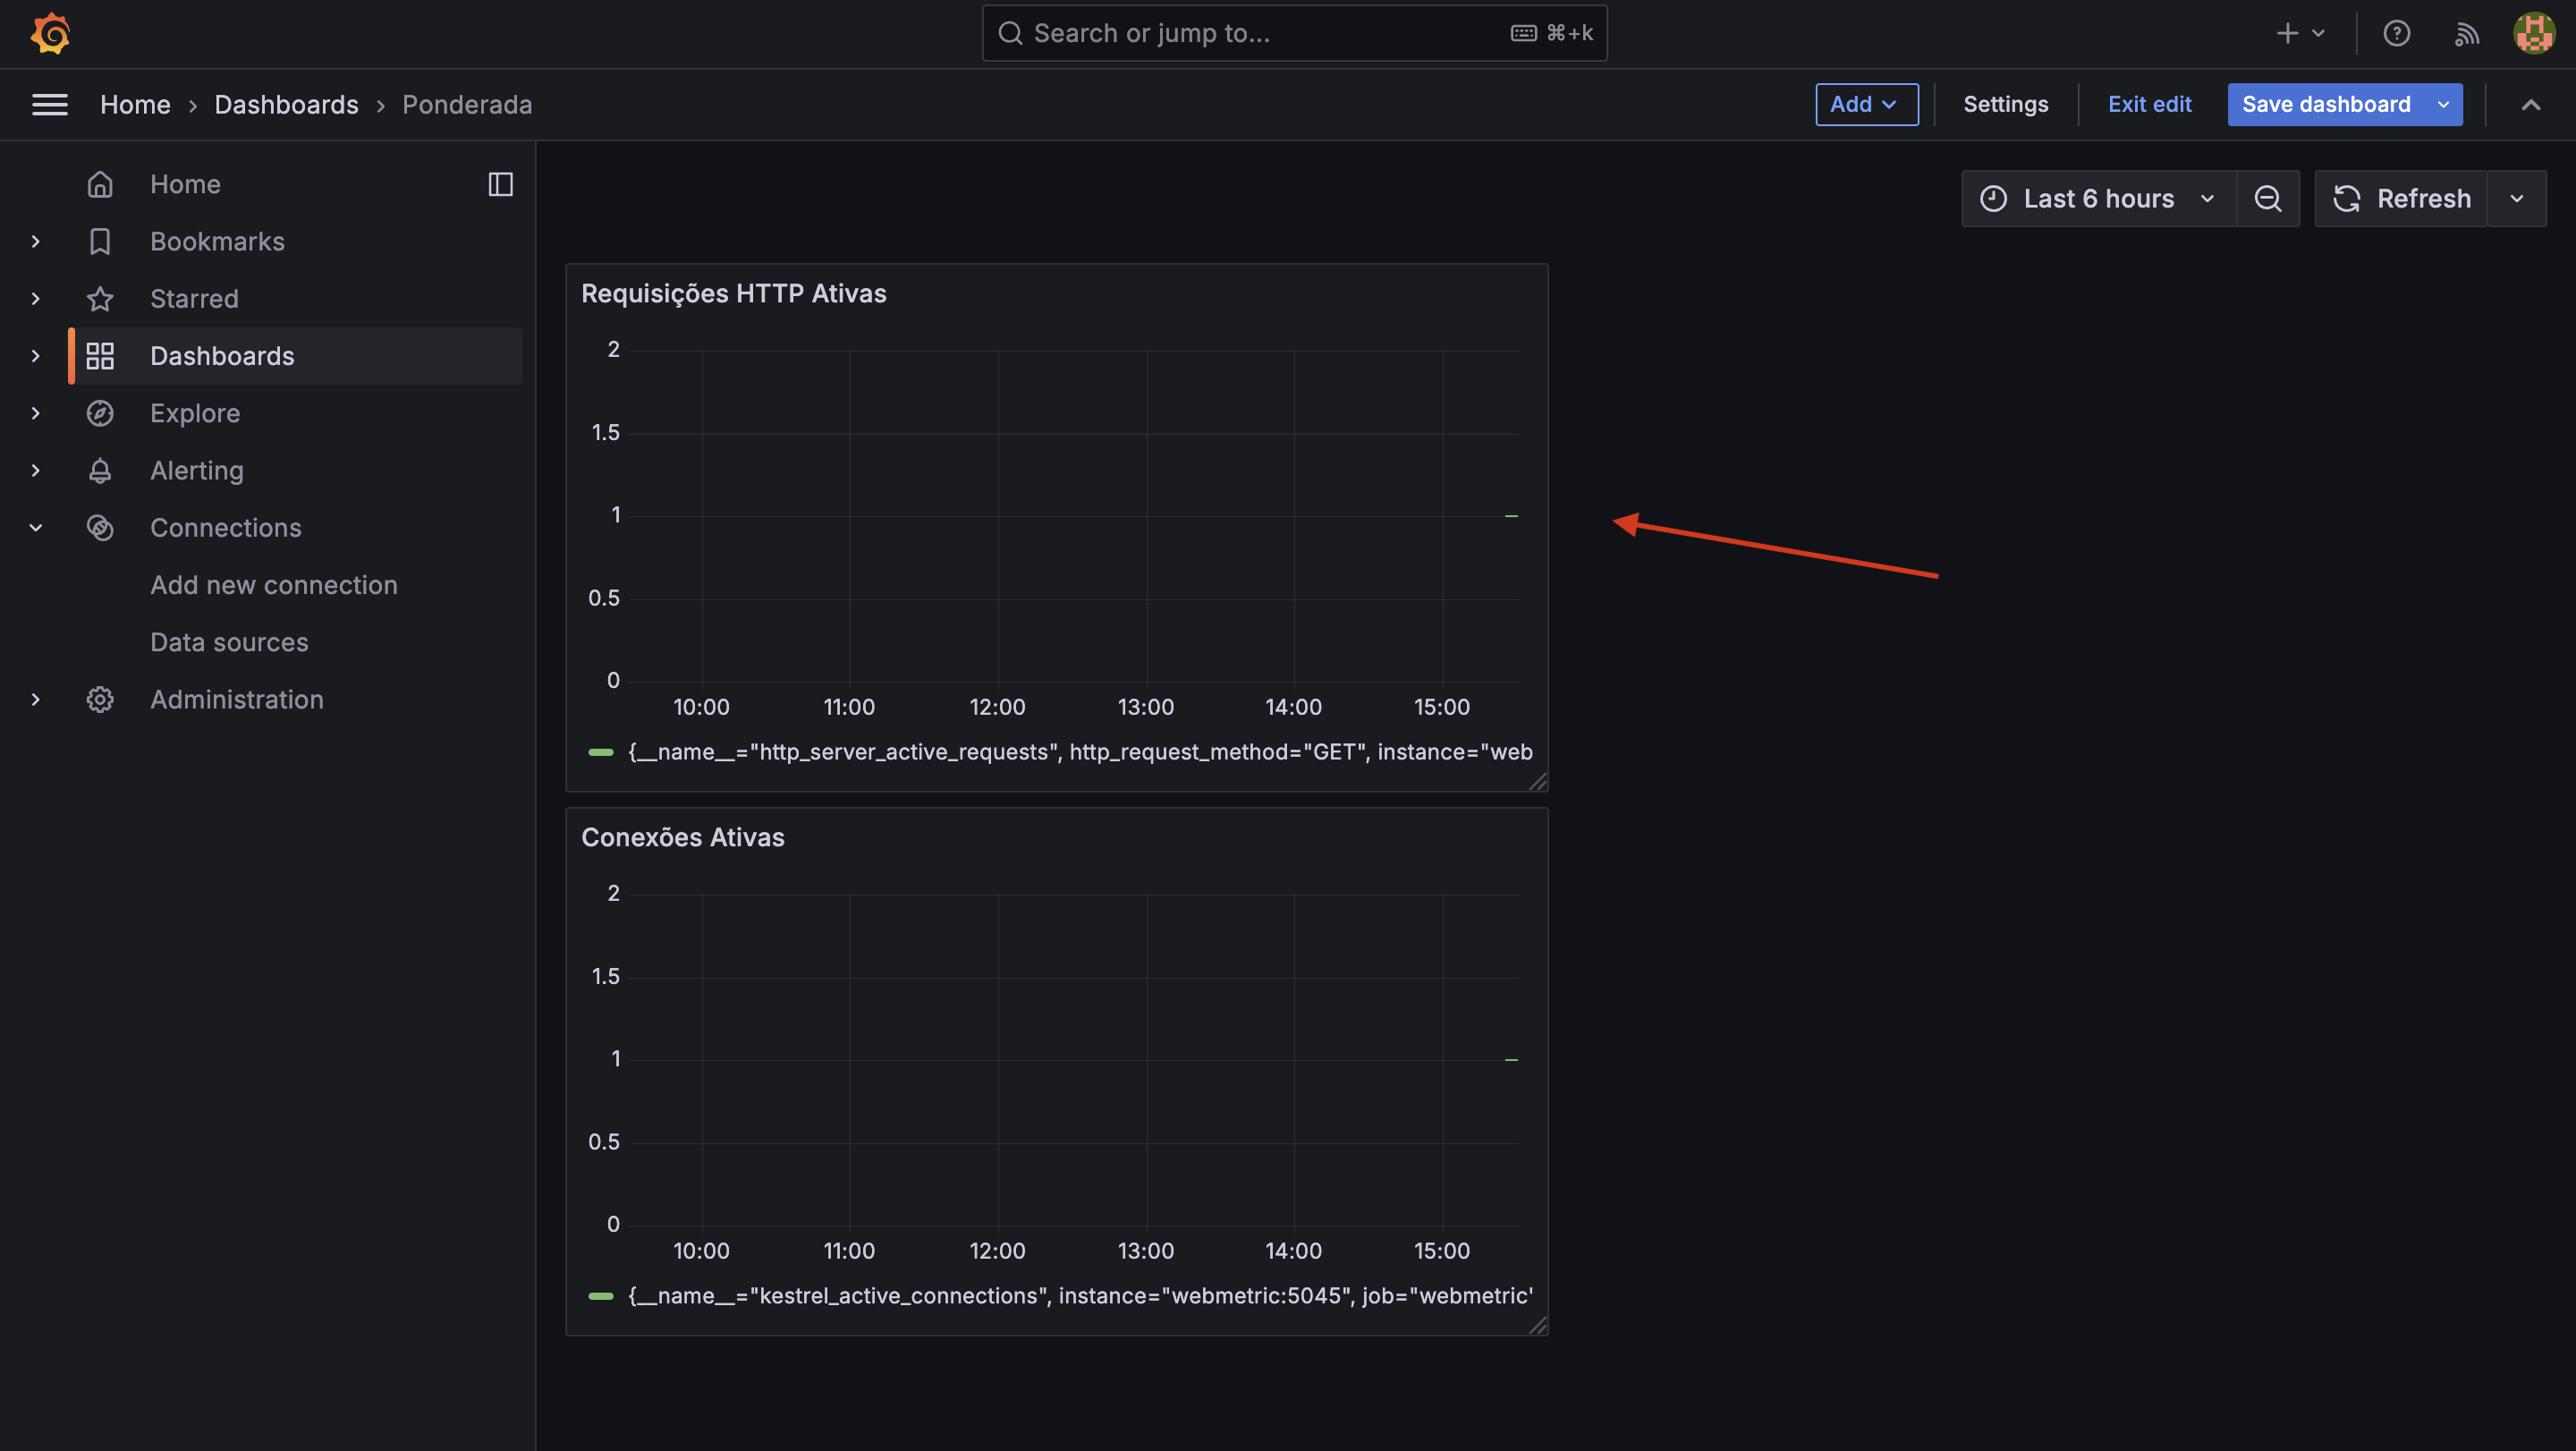 Search or jump to...
⌘+k
Home › Dashboards › Ponderada
Add
Settings
Exit edit
Save dashboard
Home
Bookmarks
Starred
Dashboards
Explore
Alerting
Connections
Add new connection
Data sources
Administration
Last 6 hours
Refresh
Requisições HTTP Ativas
2
1.5
1
0.5
0
10:00 11:00 12:00 13:00 14:00 15:00
{__name__="http_server_active_requests", http_request_method="GET", instance="web
Conexões Ativas
2
1.5
1
0.5
0
10:00 11:00 12:00 13:00 14:00 15:00
{__name__="kestrel_active_connections", instance="webmetric:5045", job="webmetric'